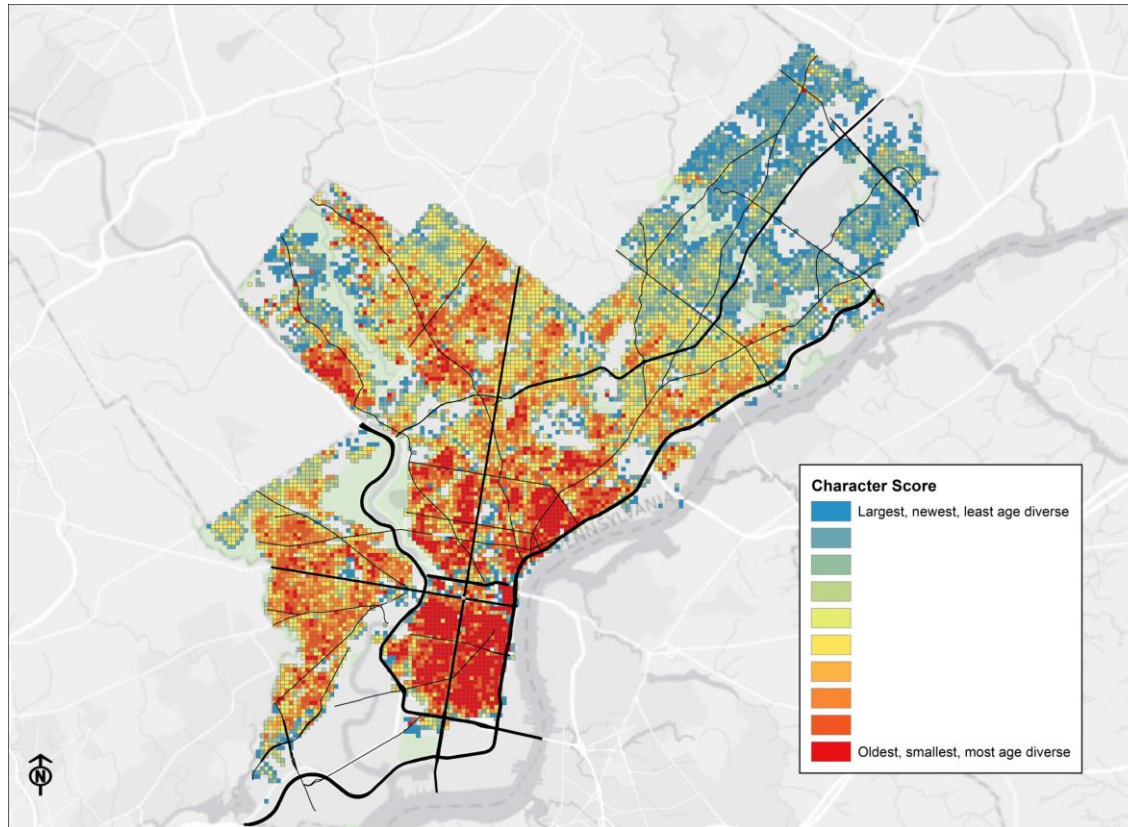 PENNSYLVANIA
Character Score
Largest, newest, least age diverse
Oldest, smallest, most age diverse
N